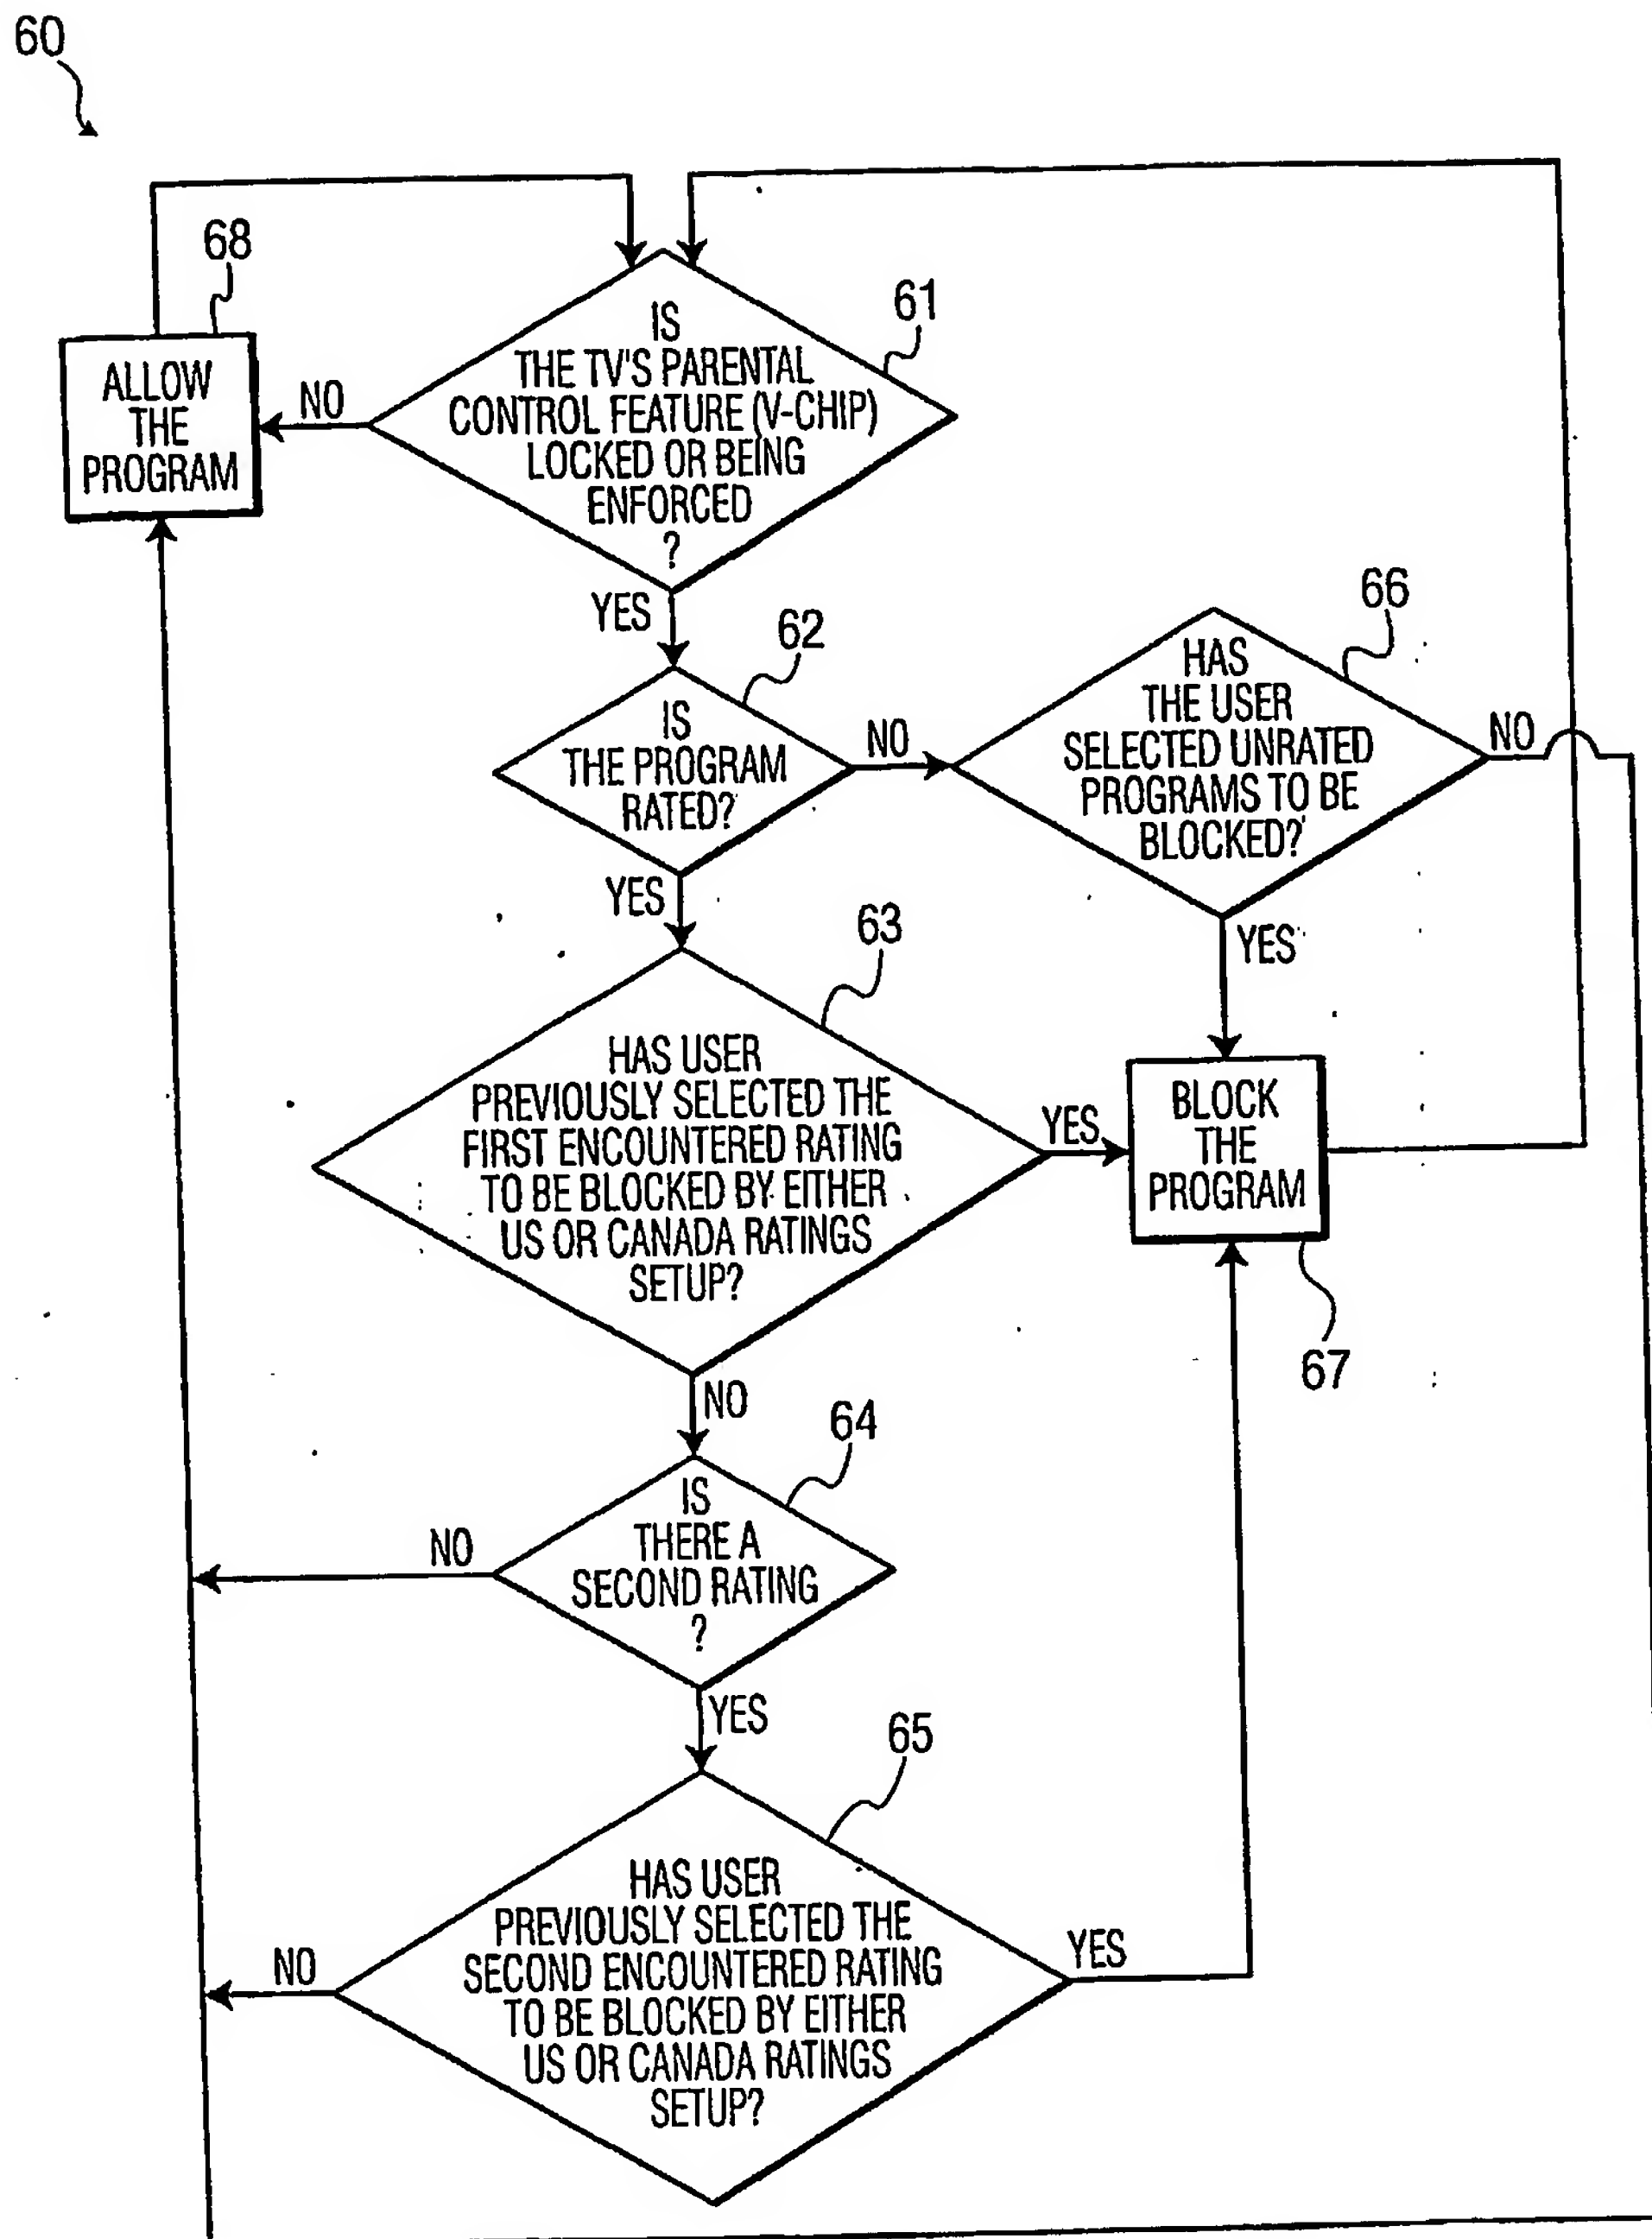 60
68
ALLOW
THE
PROGRAM
NO
61
IS
THE TV'S PARENTAL
CONTROL FEATURE (V-CHIP)
LOCKED OR BEING
ENFORCED
?
YES
62
IS
THE PROGRAM
RATED?
NO
66
HAS
THE USER
SELECTED UNRATED
PROGRAMS TO BE
BLOCKED?
NO
YES
YES
63
HAS USER
PREVIOUSLY SELECTED THE
FIRST ENCOUNTERED RATING
TO BE BLOCKED BY EITHER
US OR CANADA RATINGS
SETUP?
YES
BLOCK
THE
PROGRAM
67
NO
64
IS
THERE A
SECOND RATING
?
NO
YES
65
HAS USER
PREVIOUSLY SELECTED THE
SECOND ENCOUNTERED RATING
TO BE BLOCKED BY EITHER
US OR CANADA RATINGS
SETUP?
NO
YES